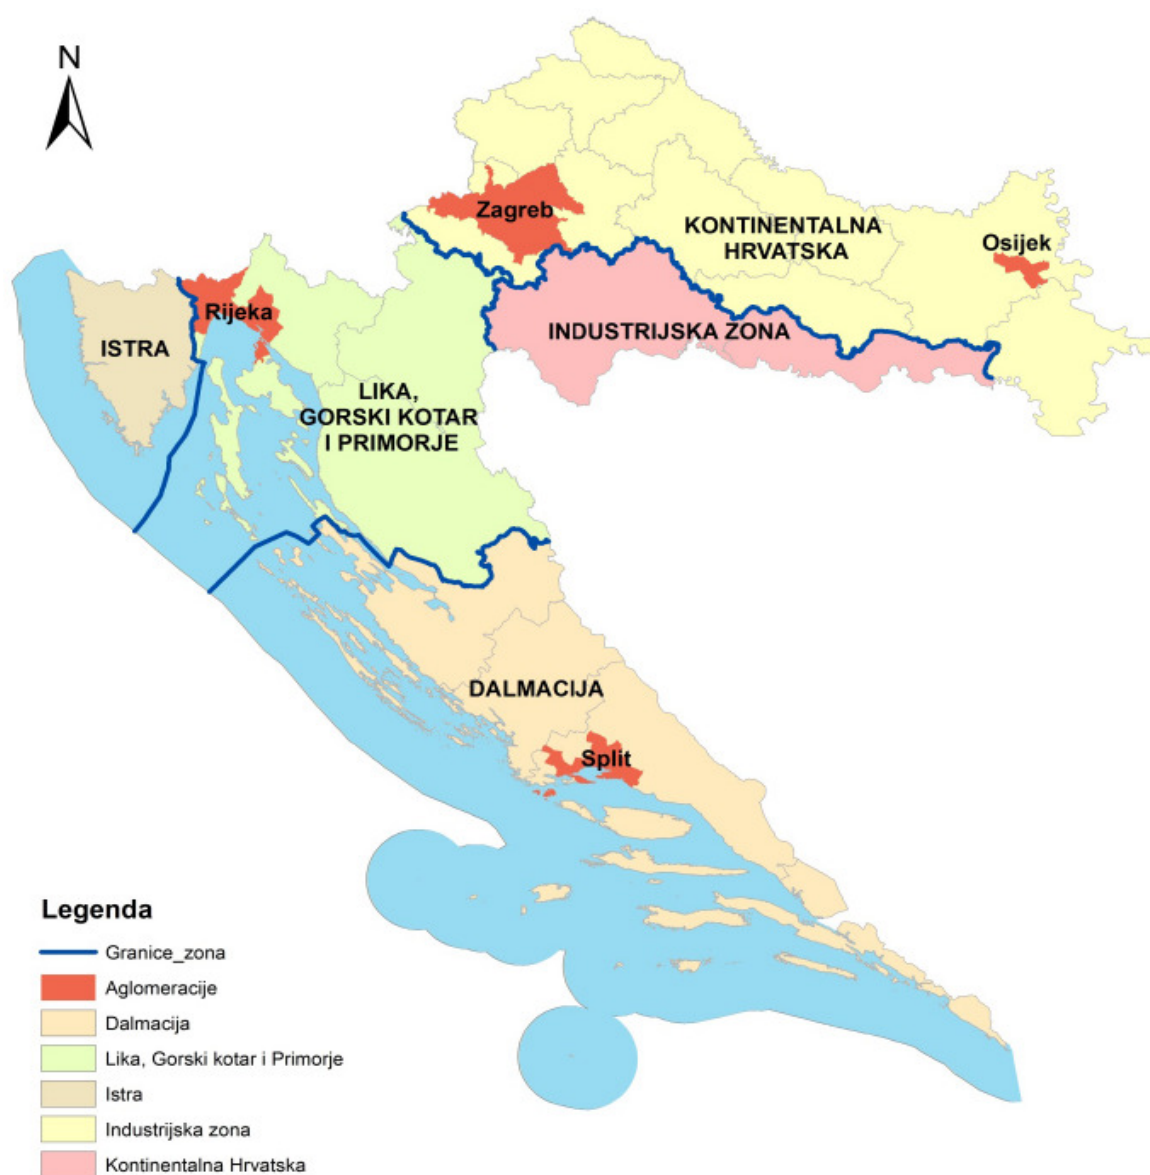 N
Zagreb
KONTINENTALNA
HRVATSKA
Osijek
Rijeka
INDUSTRIJSKA ZONA
ISTRA
LIKA,
GORSKI KOTAR
I PRIMORJE
DALMACIJA
Split
Legenda
Granice_zona
Aglomeracije
Dalmacija
Lika, Gorski kotar i Primorje
Istra
Industrijska zona
Kontinentalna Hrvatska